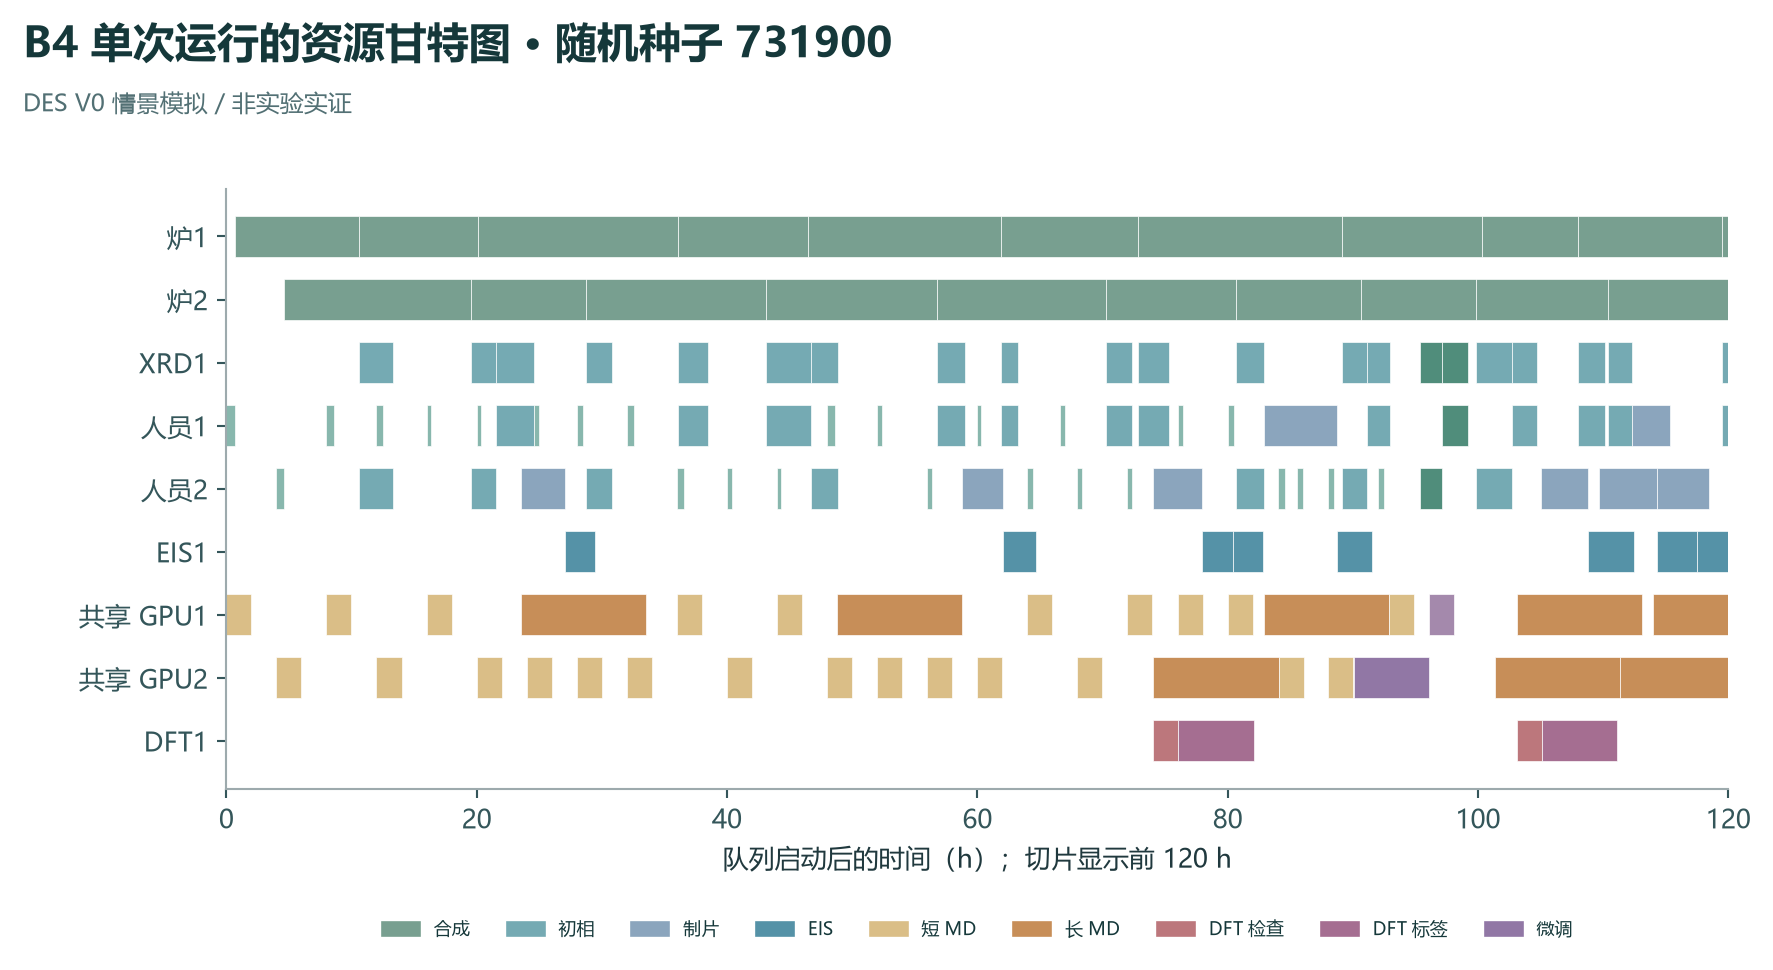 B4 单次运行的资源甘特图 • 随机种子 731900
DES V0 情景模拟 / 非实验实证
炉1
炉2
XRD1
人员1
人员2
EIS1
共享 GPU1
共享 GPU2
DFT1
0 20 40 60 80 100 120
队列启动后的时间（h）；切片显示前 120 h
合成 初相 制片 EIS 短 MD 长 MD DFT 检查 DFT 标签 微调